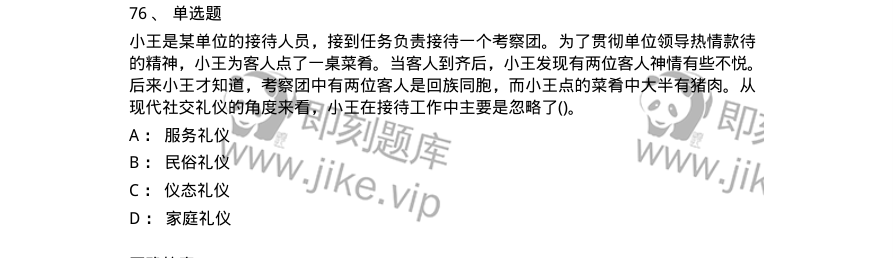 76 、 单选题
小王是某单位的接待人员，接到任务负责接待一个考察团。为了贯彻单位领导热情款待
的精神，小王为客人点了一桌菜肴。当客人到齐后，小王发现有两位客人神情有些不悦。
后来小王才知道，考察团中有两位客人是回族同胞，而小王点的菜肴中大半有猪肉。从
现代社交礼仪的角度来看，小王在接待工作中主要是忽略了()。
A ： 服务礼仪
B ： 民俗礼仪
C ： 仪态礼仪
D ： 家庭礼仪
即刻题库
www.jike.vip
即刻
www.ji